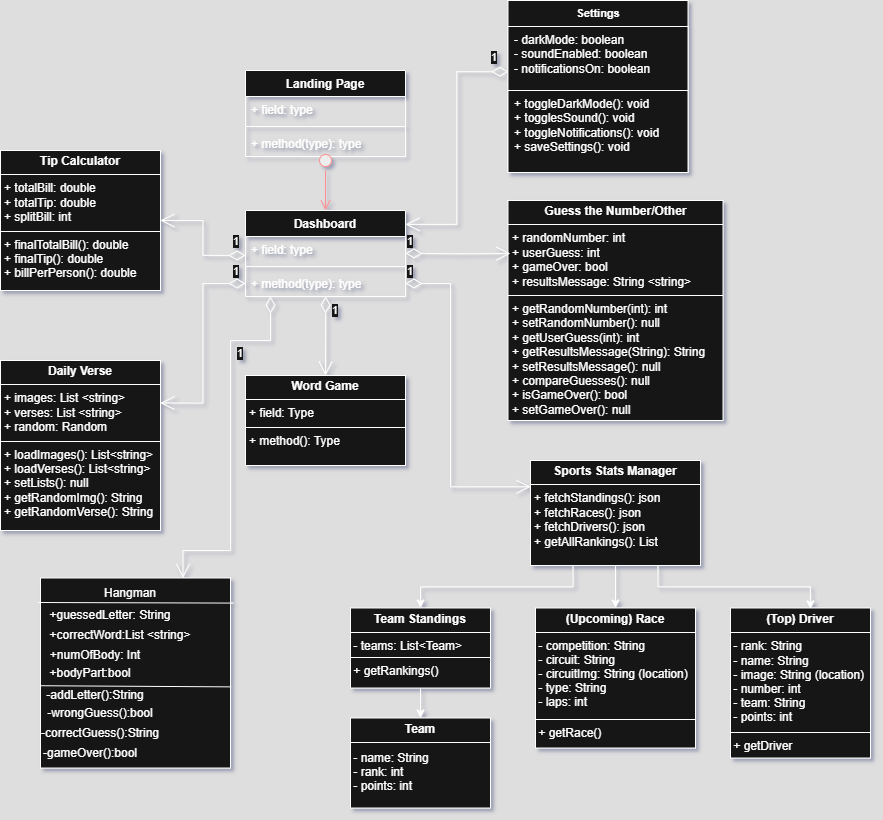 Settings
- darkMode: boolean
- soundEnabled: boolean
- notificationsOn: boolean
+ toggleDarkMode(): void
+ togglesSound(): void
+ toggleNotifications(): void
+ saveSettings(): void
1
Landing Page
+ field: type
+ method(type): type
Tip Calculator
+ totalBill: double
+ totalTip: double
+ splitBill: int
+ finalTotalBill(): double
+ finalTip(): double
+ billPerPerson(): double
Dashboard
+ field: type
+ method(type): type
1
1
1
1
1
1
Guess the Number/Other
+ randomNumber: int
+ userGuess: int
+ gameOver: bool
+ resultsMessage: String <string>
+ getRandomNumber(int): int
+ setRandomNumber(): null
+ getUserGuess(int): int
+ getResultsMessage(String): String
+ setResultsMessage(): null
+ compareGuesses(): null
+ isGameOver(): bool
+ setGameOver(): null
Daily Verse
+ images: List <string>
+ verses: List <string>
+ random: Random
+ loadImages(): List<string>
+ loadVerses(): List<string>
+ setLists(): null
+ getRandomImg(): String
+ getRandomVerse(): String
Word Game
+ field: Type
+ method(): Type
Sports Stats Manager
+ fetchStandings(): json
+ fetchRaces(): json
+ fetchDrivers(): json
+ getAllRankings(): List
Hangman
+guessedLetter: String
+correctWord:List <string>
+numOfBody: Int
+bodyPart:bool
-addLetter():String
-wrongGuess():bool
-correctGuess():String
-gameOver():bool
Team Standings
- teams: List<Team>
+ getRankings()
(Upcoming) Race
- competition: String
- circuit: String
- circuitImg: String (location)
- type: String
- laps: int
+ getRace()
(Top) Driver
- rank: String
- name: String
- image: String (location)
- number: int
- team: String
- points: int
+ getDriver
Team
- name: String
- rank: int
- points: int